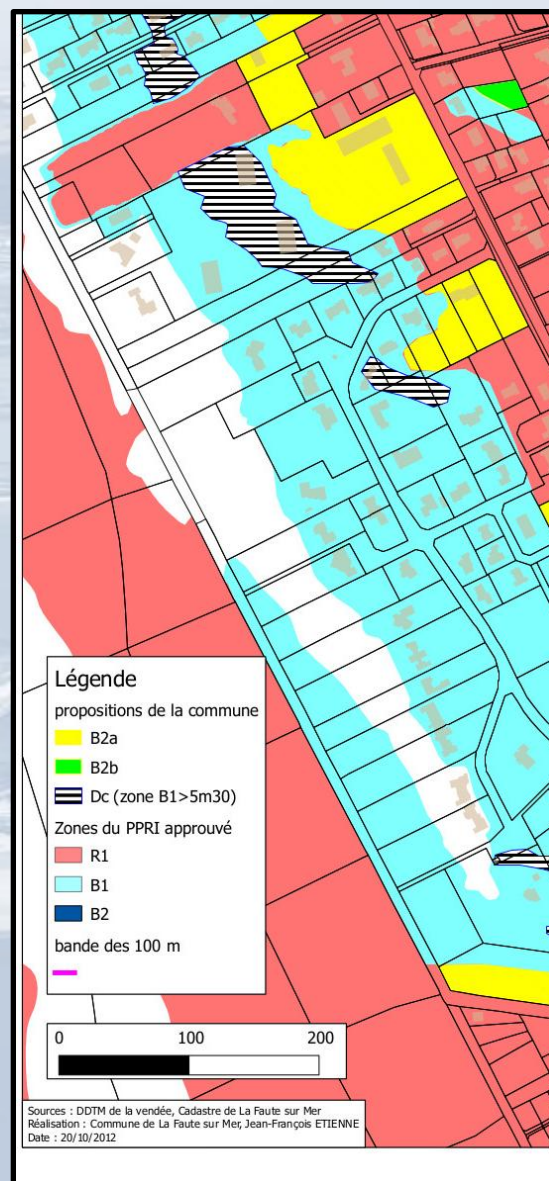 Légende
propositions de la commune
B2a
B2b
Dc (zone B1>5m30)
Zones du PPRI approuvé
R1
B1
B2
bande des 100 m
0 100 200
Sources : DDTM de la vendée, Cadastre de La Faute sur Mer
Réalisation : Commune de La Faute sur Mer, Jean-François ETIENNE
Date : 20/10/2012